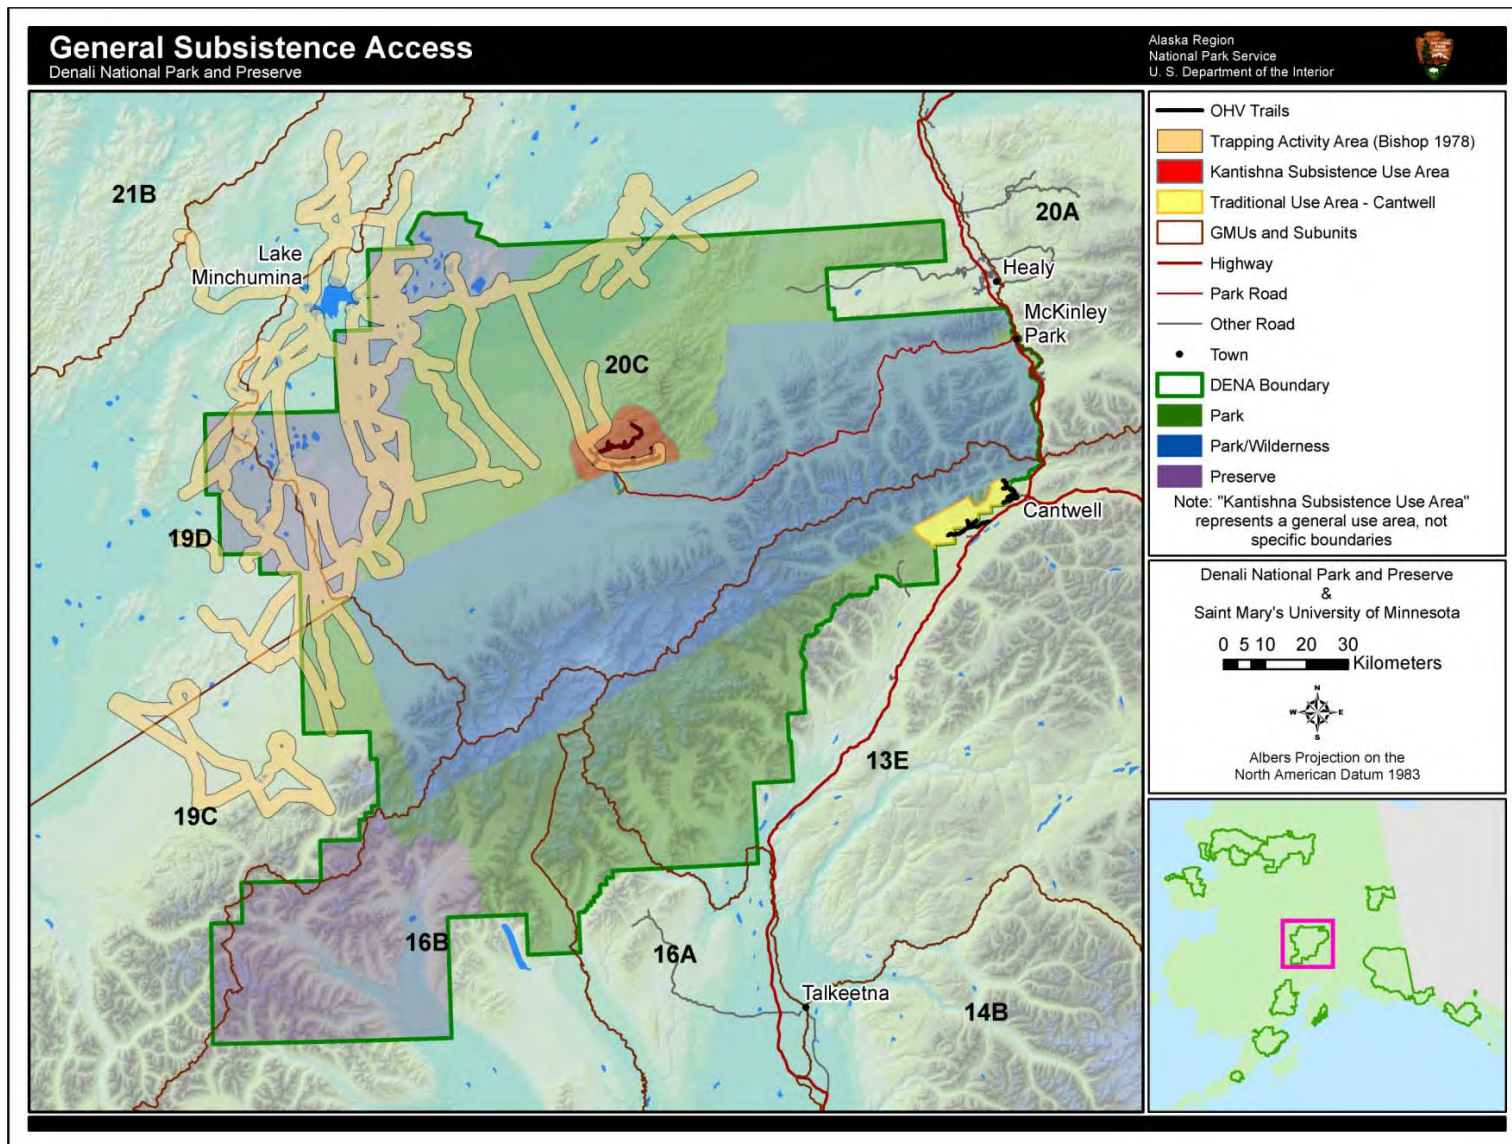 General Subsistence Access
Denali National Park and Preserve
Alaska Region
National Park Service
U. S. Department of the Interior
21B
20A
Lake
Minchumina
Healy
McKinley
Park
20C
19D
Cantwell
13E
19C
16B
16A
Talkeetna
14B
OHV Trails
Trapping Activity Area (Bishop 1978)
Kantishna Subsistence Use Area
Traditional Use Area - Cantwell
GMUs and Subunits
Highway
Park Road
Other Road
Town
DENA Boundary
Park
Park/Wilderness
Preserve
Note: "Kantishna Subsistence Use Area"
represents a general use area, not
specific boundaries
Denali National Park and Preserve
&
Saint Mary's University of Minnesota
0 5 10 20 30
Kilometers
N
W E
S
Albers Projection on the
North American Datum 1983